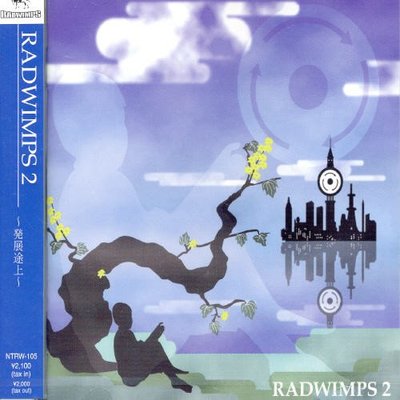 RADWIMPS
RADWIMPS 2
～発展途上～
NTRW-105
¥2,100
(tax in)
¥2,000
(tax out)
RADWIMPS 2